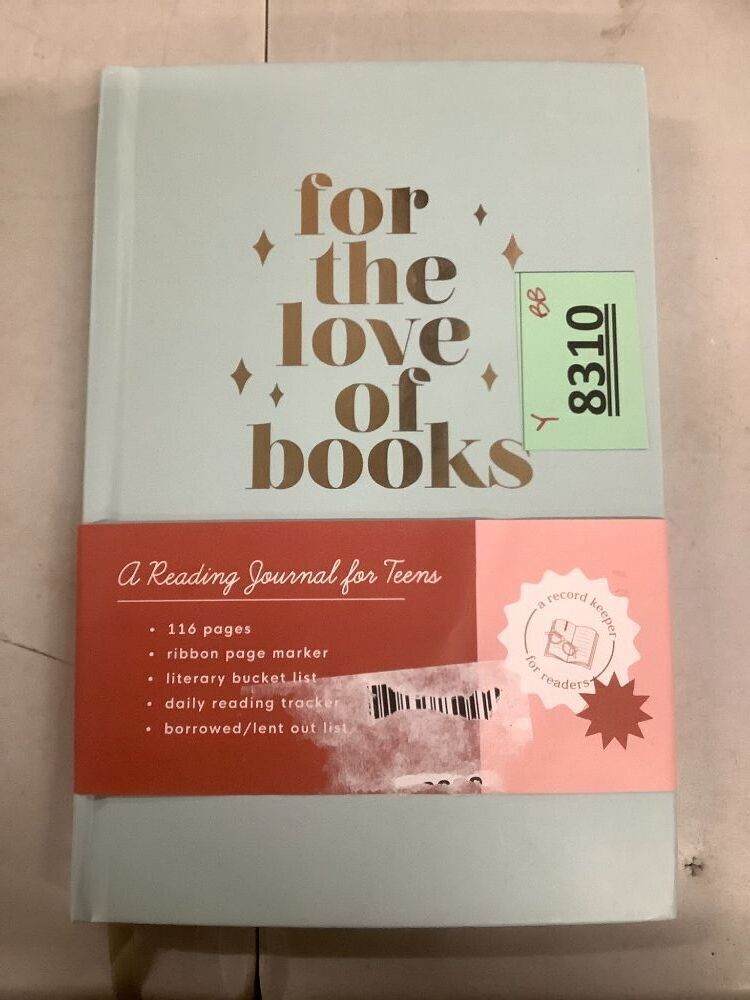 for
the
love
of
books
Y 8310 BB
A Reading Journal for Teens
• 116 pages
• ribbon page marker
• literary bucket list
• daily reading tracker
• borrowed/lent out list
a record keeper
for readers